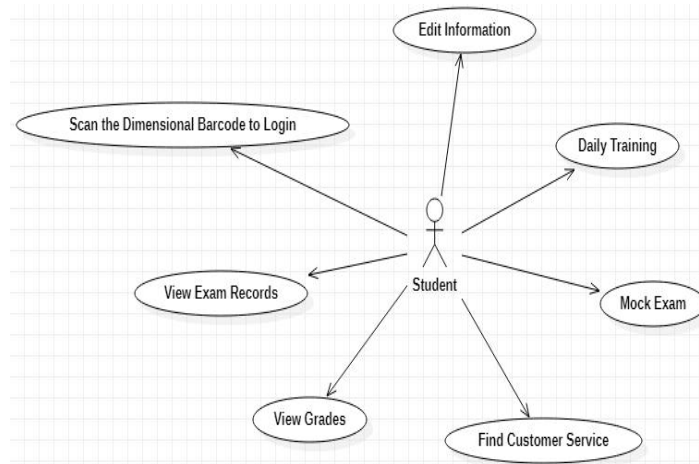 Edit Information
Scan the Dimensional Barcode to Login
Daily Training
Student
View Exam Records
Mock Exam
View Grades
Find Customer Service